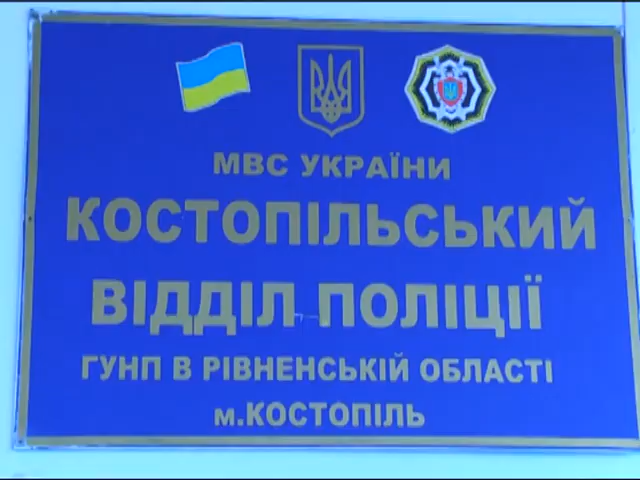 МВС УКРАЇНИ
КОСТОПІЛЬСЬКИЙ
ВІДДІЛ ПОЛІЦІЇ
ГУНП В РІВНЕНСЬКІЙ ОБЛАСТІ
м.КОСТОПІЛЬ